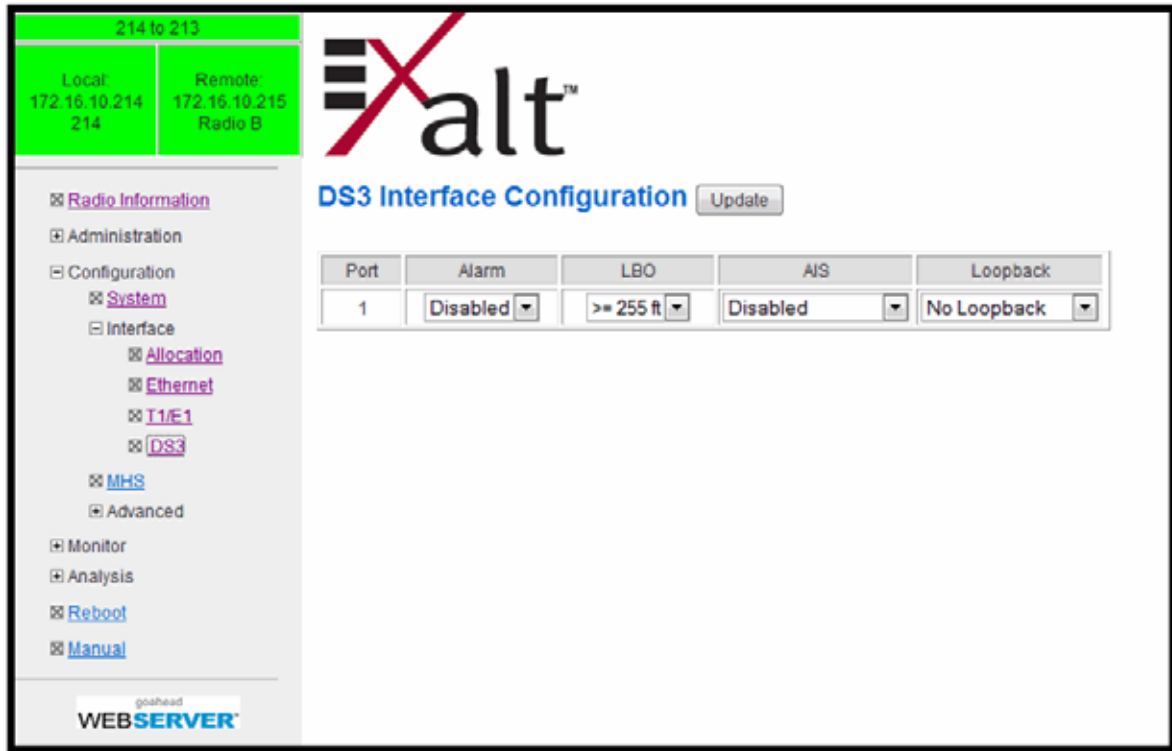 214 to 213
Local:
172.16.10.214
214
Remote:
172.16.10.215
Radio B
EXalt™
DS3 Interface Configuration Update
Port Alarm LBO AIS Loopback
1 Disabled >= 255 ft Disabled No Loopback
Radio Information
Administration
Configuration
System
Interface
Allocation
Ethernet
T1/E1
DS3
MHS
Advanced
Monitor
Analysis
Reboot
Manual
goahead
WEBSERVER